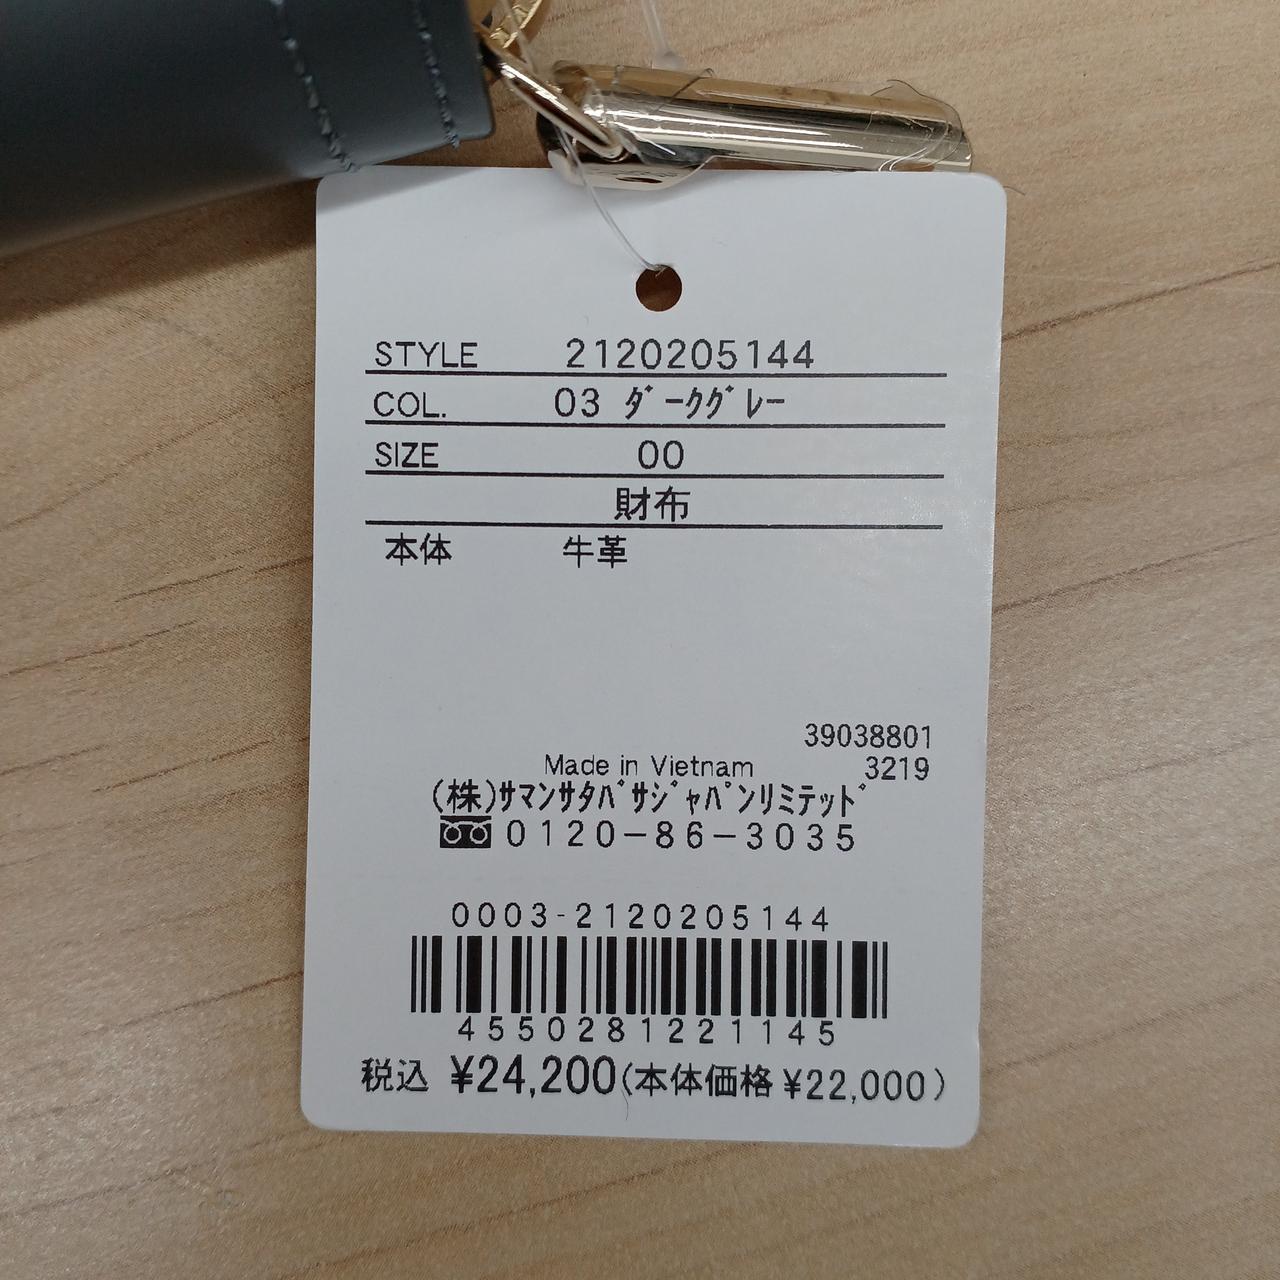 STYLE 2120205144
COL. 03 ﾀﾞｰｸｸﾞﾚｰ
SIZE 00
財布
本体 牛革
39038801
Made in Vietnam 3219
(株)ｻﾏﾝｻﾀﾊﾞｻｼﾞｬﾊﾟﾝﾘﾐﾃｯﾄﾞ
0120-86-3035
0003-2120205144
4550281221145
税込 ¥24,200(本体価格 ¥22,000)